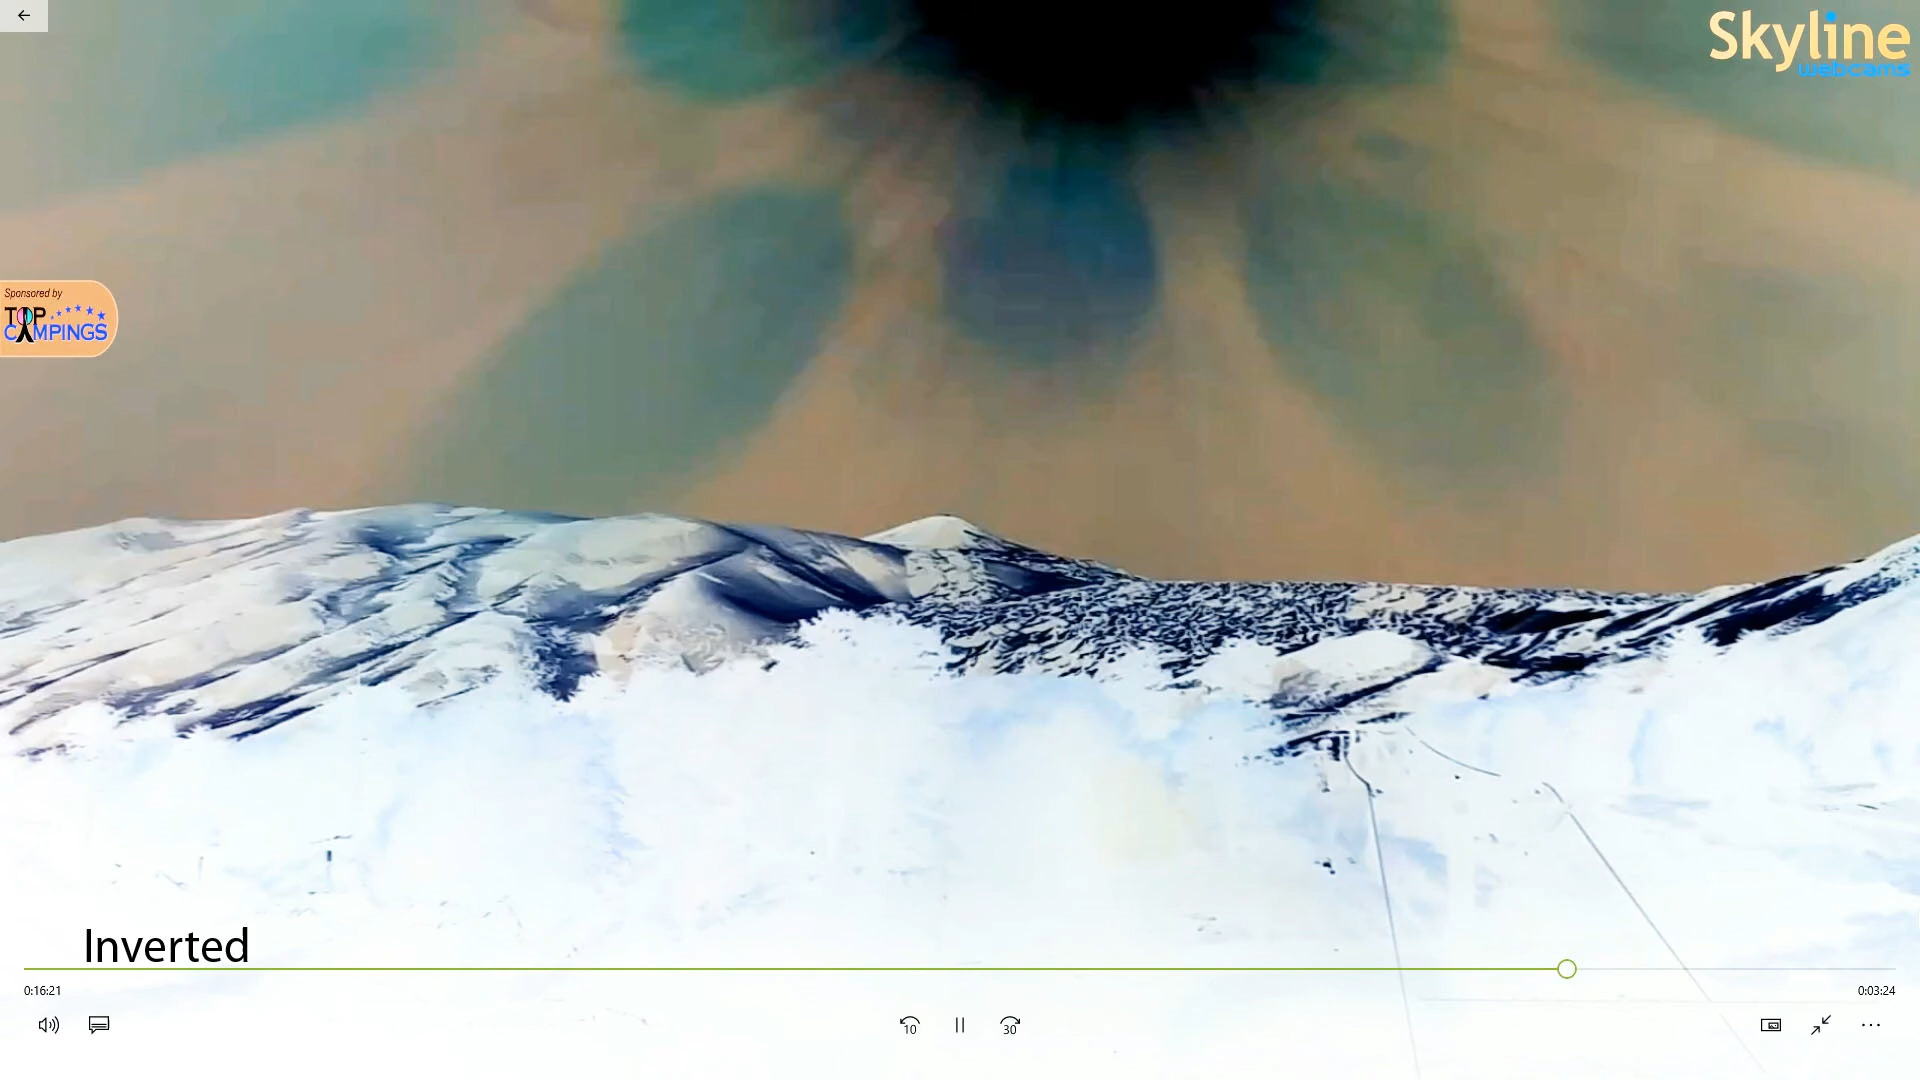 Skyline
webcams
Sponsored by
TOP
CAMPINGS
Inverted
0:16:21
0:03:24
10
30